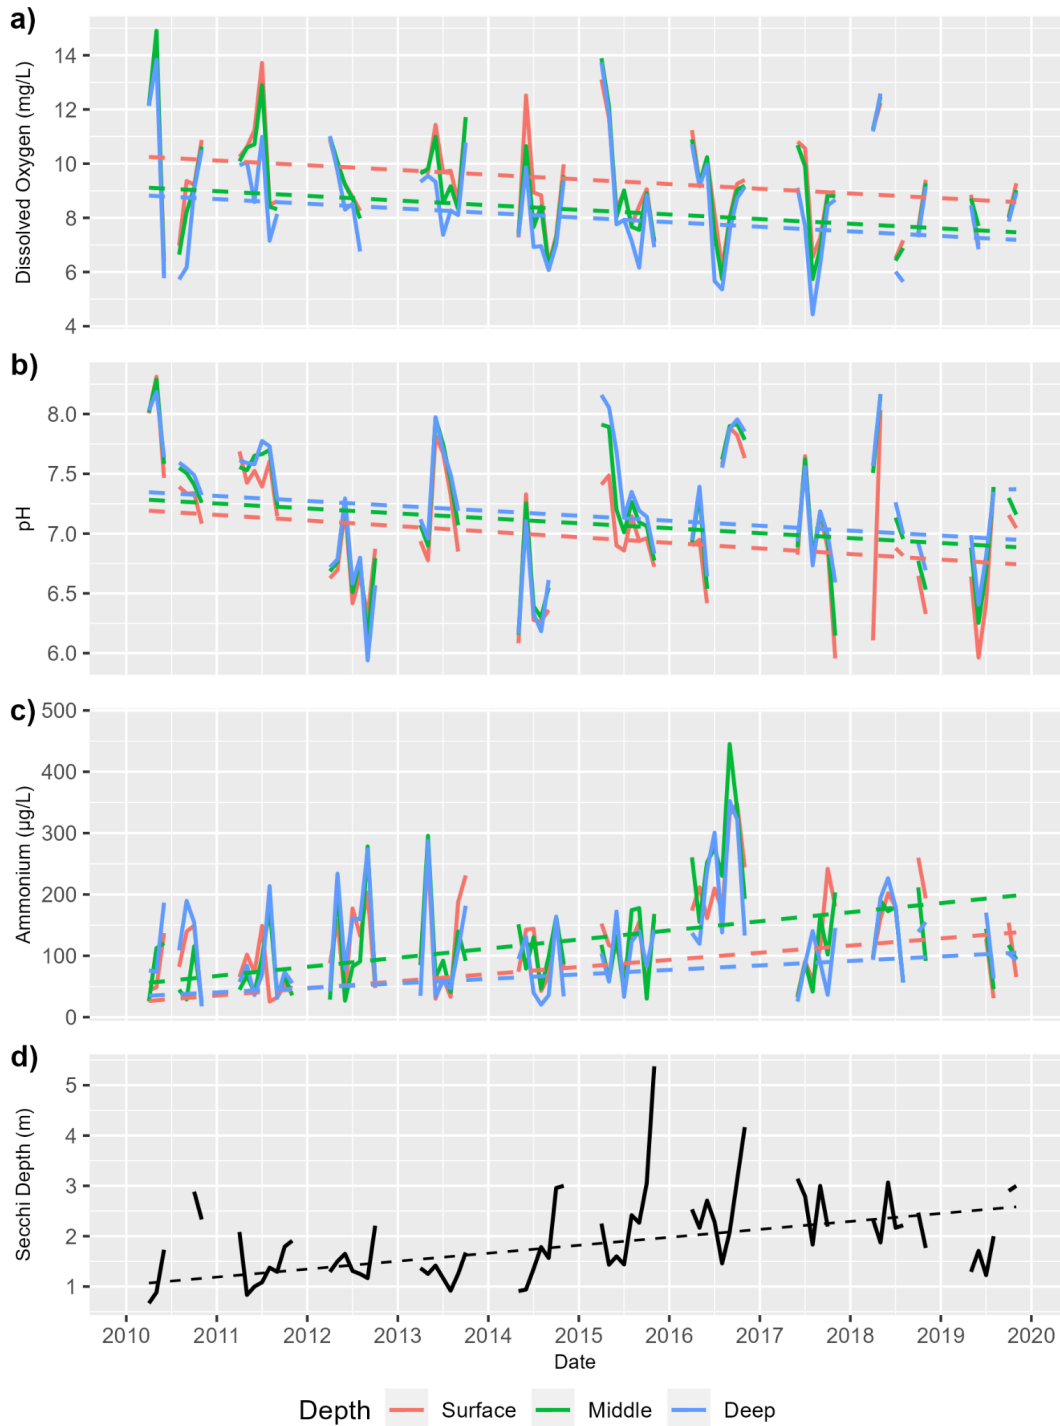 a)
Dissolved Oxygen (mg/L)
14
12
10
8
6
4
b)
pH
8.0
7.5
7.0
6.5
6.0
c)
Ammonium (µg/L)
500
400
300
200
100
0
d)
Secchi Depth (m)
5
4
3
2
1
2010 2011 2012 2013 2014 2015 2016 2017 2018 2019 2020
Date
Depth Surface Middle Deep